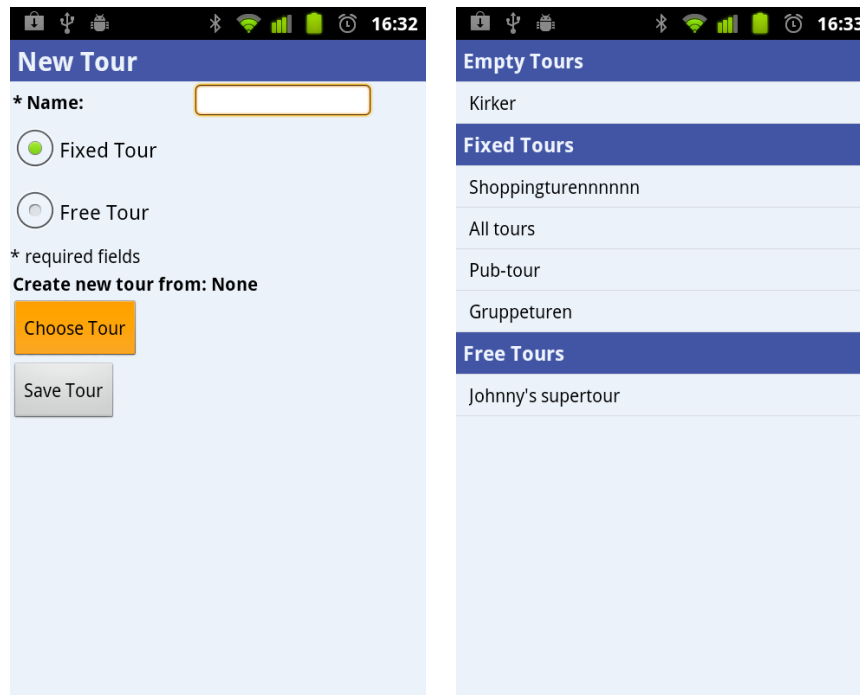 16:32
New Tour
* Name:
Fixed Tour
Free Tour
* required fields
Create new tour from: None
Choose Tour
Save Tour
16:33
Empty Tours
Kirker
Fixed Tours
Shoppingturennnnnn
All tours
Pub-tour
Gruppeturen
Free Tours
Johnny's supertour